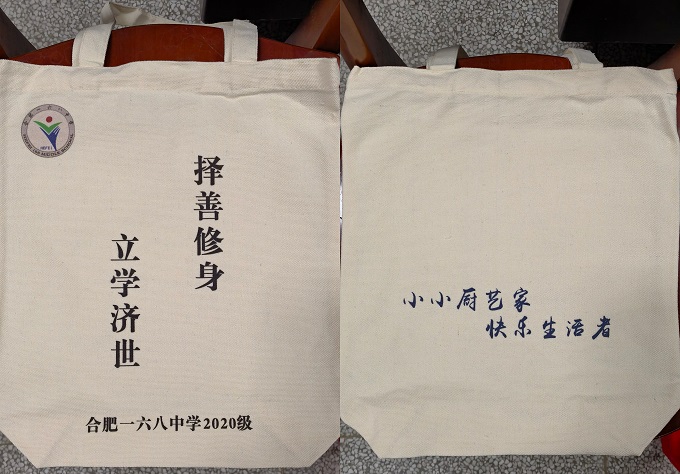 择善修身
立学济世
合肥一六八中学2020级
小小厨艺家
快乐生活者